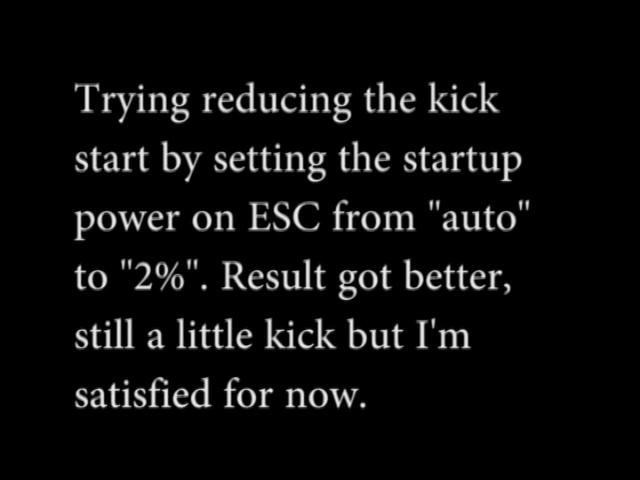 Trying reducing the kick
start by setting the startup
power on ESC from "auto"
to "2%". Result got better,
still a little kick but I'm
satisfied for now.